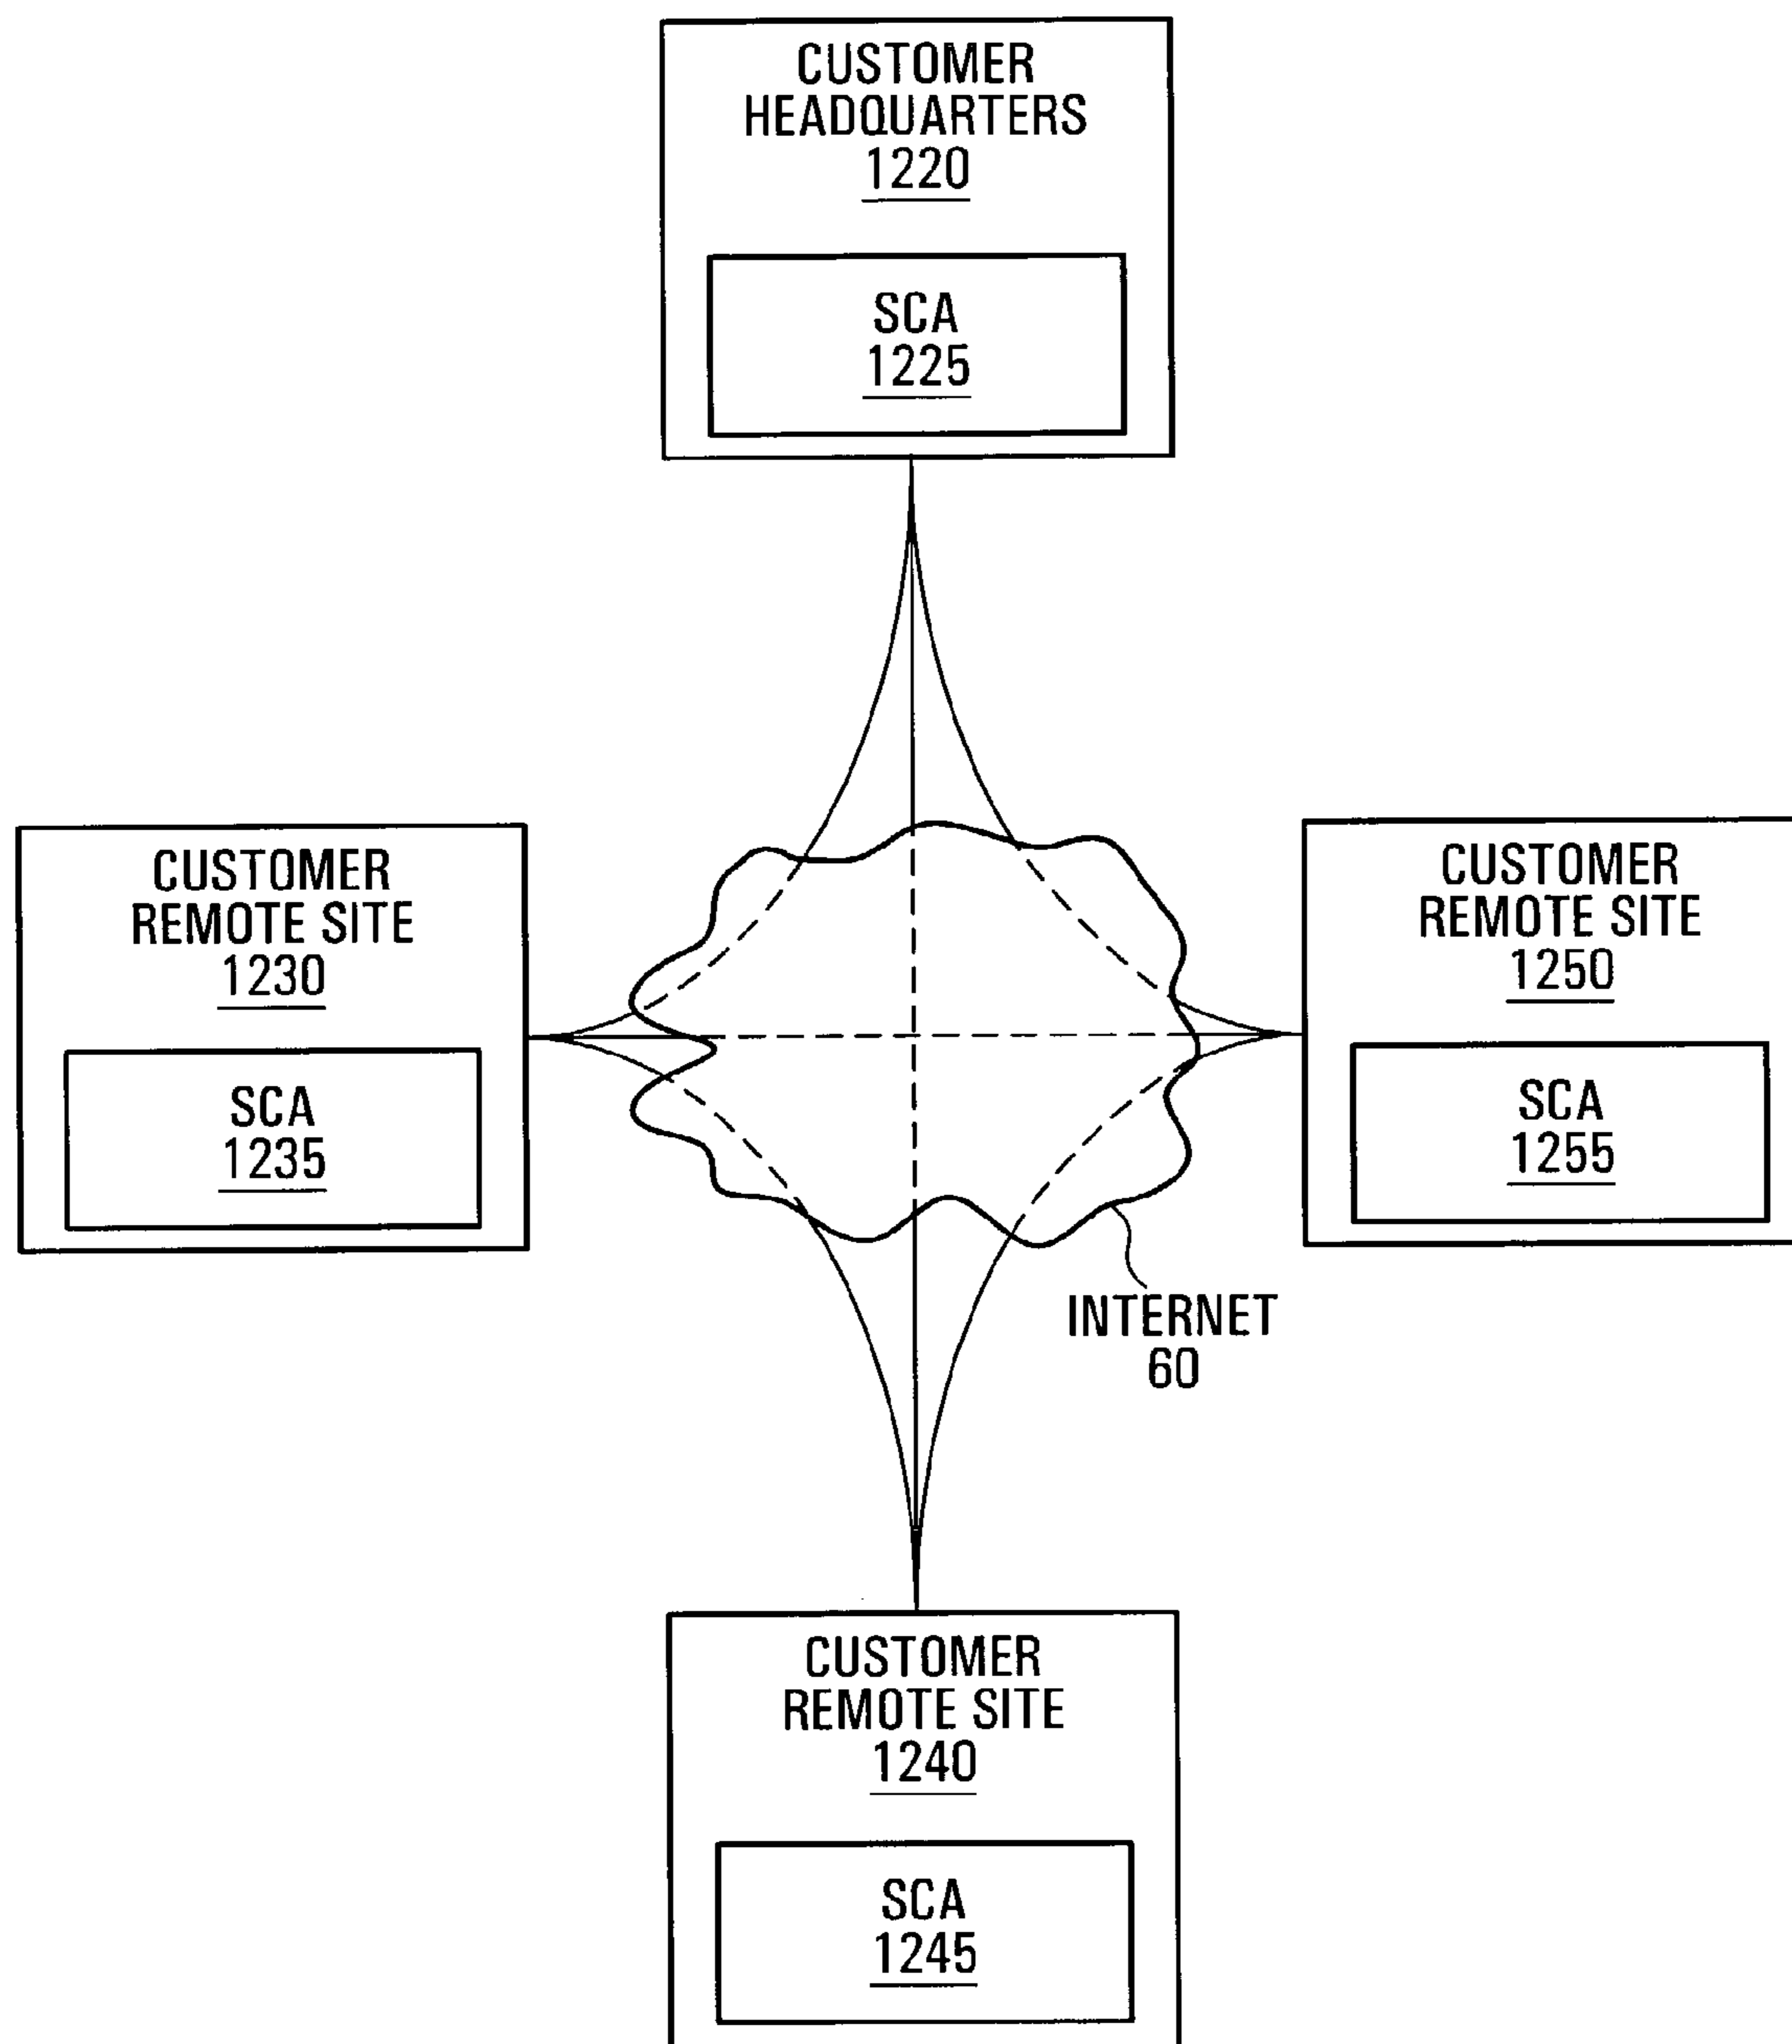 CUSTOMER
HEADQUARTERS
1220
SCA
1225
CUSTOMER
REMOTE SITE
1230
SCA
1235
CUSTOMER
REMOTE SITE
1250
SCA
1255
INTERNET
60
CUSTOMER
REMOTE SITE
1240
SCA
1245